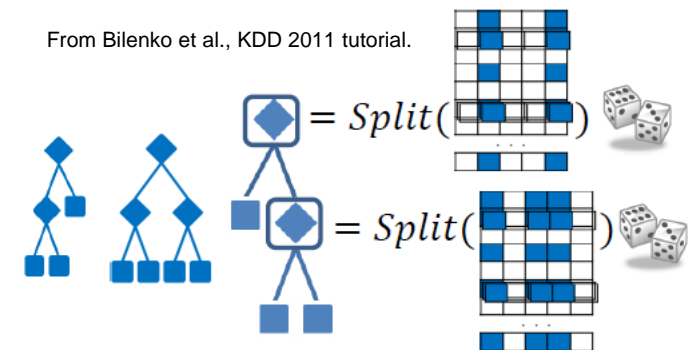 From Bilenko et al., KDD 2011 tutorial.
= Split( )
. . .
= Split( )
. . .